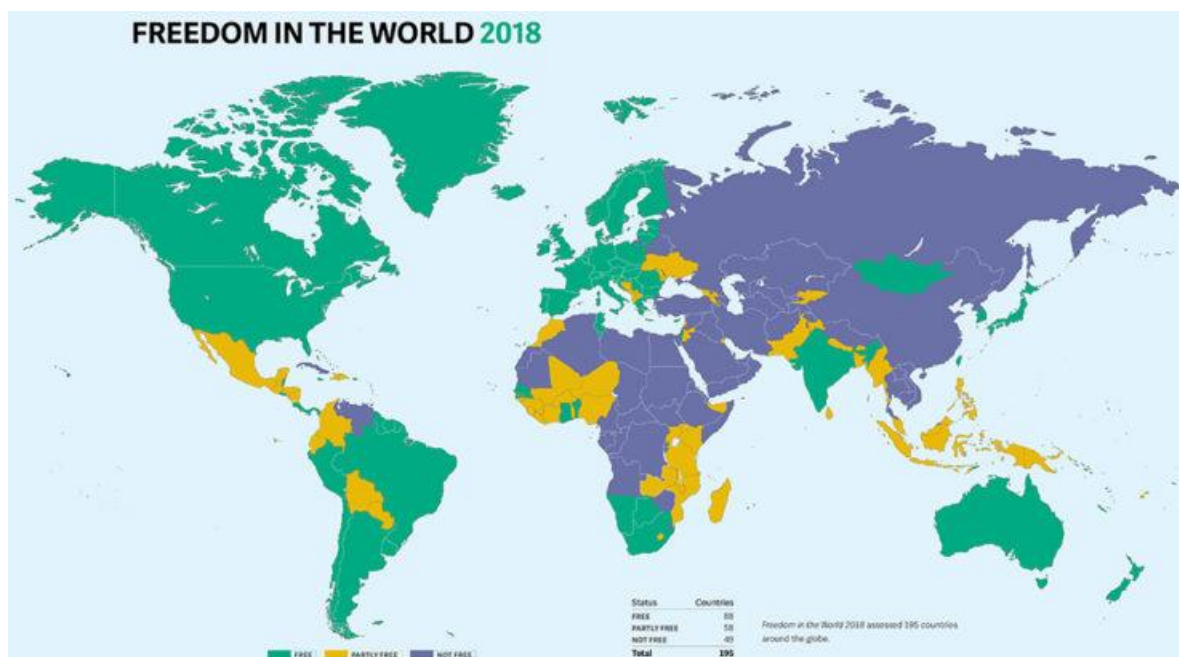 FREEDOM IN THE WORLD 2018
Status Countries
FREE 88
PARTLY FREE 58
NOT FREE 49
Total 195
Freedom in the World 2018 assessed 195 countries
around the globe.
FREE PARTLY FREE NOT FREE